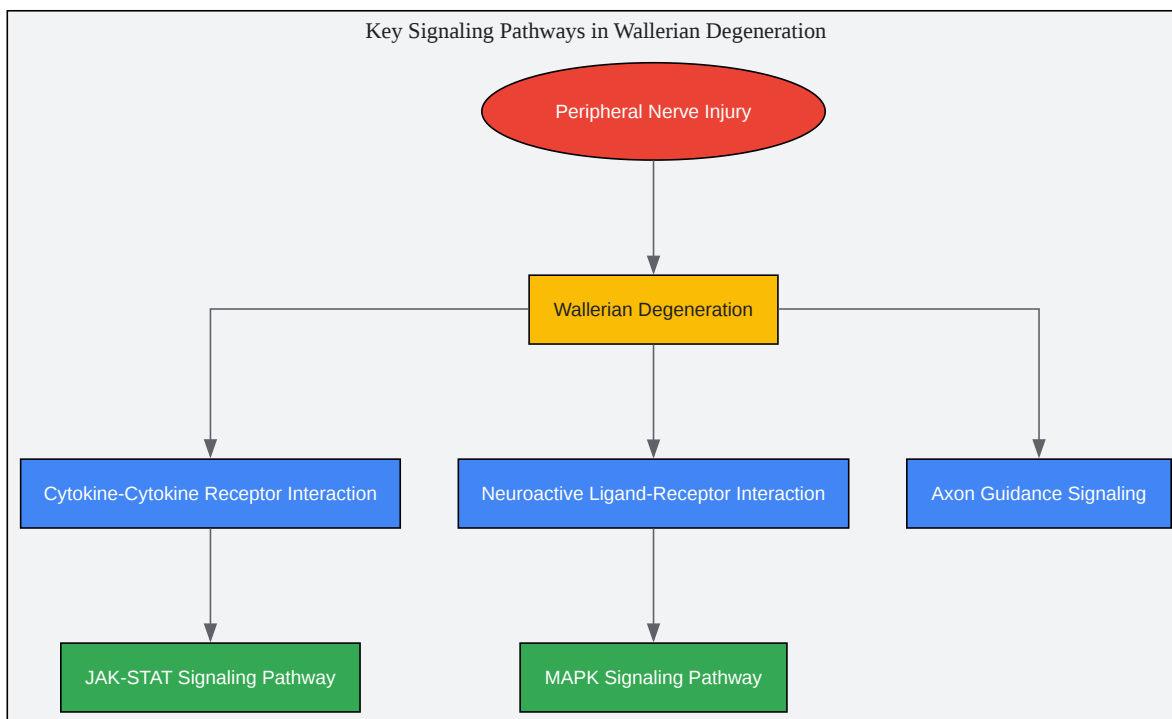 Key Signaling Pathways in Wallerian Degeneration
Peripheral Nerve Injury
Wallerian Degeneration
Cytokine-Cytokine Receptor Interaction
Neuroactive Ligand-Receptor Interaction
Axon Guidance Signaling
JAK-STAT Signaling Pathway
MAPK Signaling Pathway